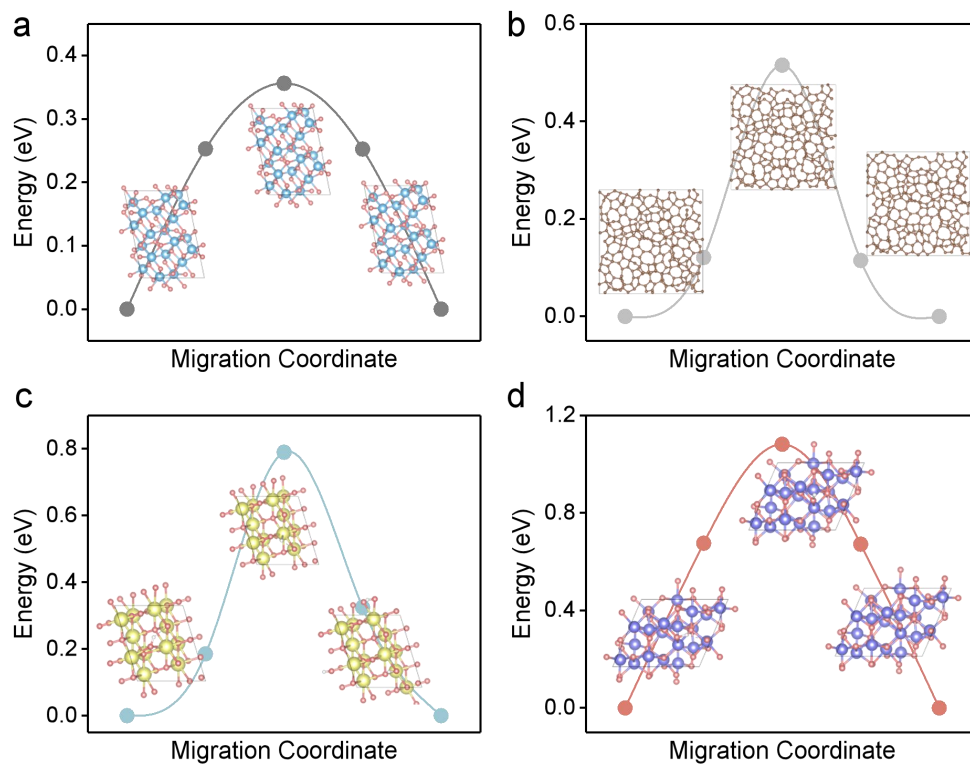 a
0.4
0.3
0.2
0.1
0.0
Energy (eV)
Migration Coordinate
b
0.6
0.4
0.2
0.0
Energy (eV)
Migration Coordinate
c
0.8
0.6
0.4
0.2
0.0
Energy (eV)
Migration Coordinate
d
1.2
0.8
0.4
0.0
Energy (eV)
Migration Coordinate